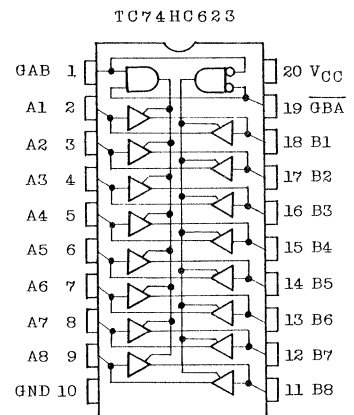 TC74HC623
GAB 1
A1 2
A2 3
A3 4
A4 5
A5 6
A6 7
A7 8
A8 9
GND 10
20 VCC
19 GBA
18 B1
17 B2
16 B3
15 B4
14 B5
13 B6
12 B7
11 B8